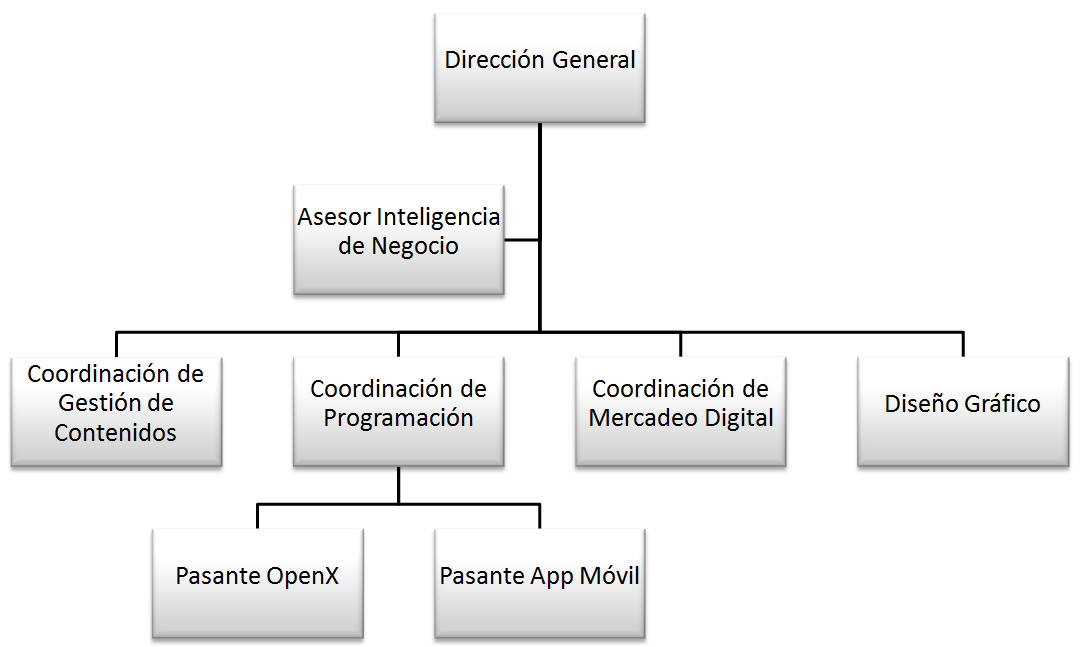 Dirección General
Asesor Inteligencia
de Negocio
Coordinación de
Gestión de
Contenidos
Coordinación de
Programación
Coordinación de
Mercadeo Digital
Diseño Gráfico
Pasante OpenX
Pasante App Móvil